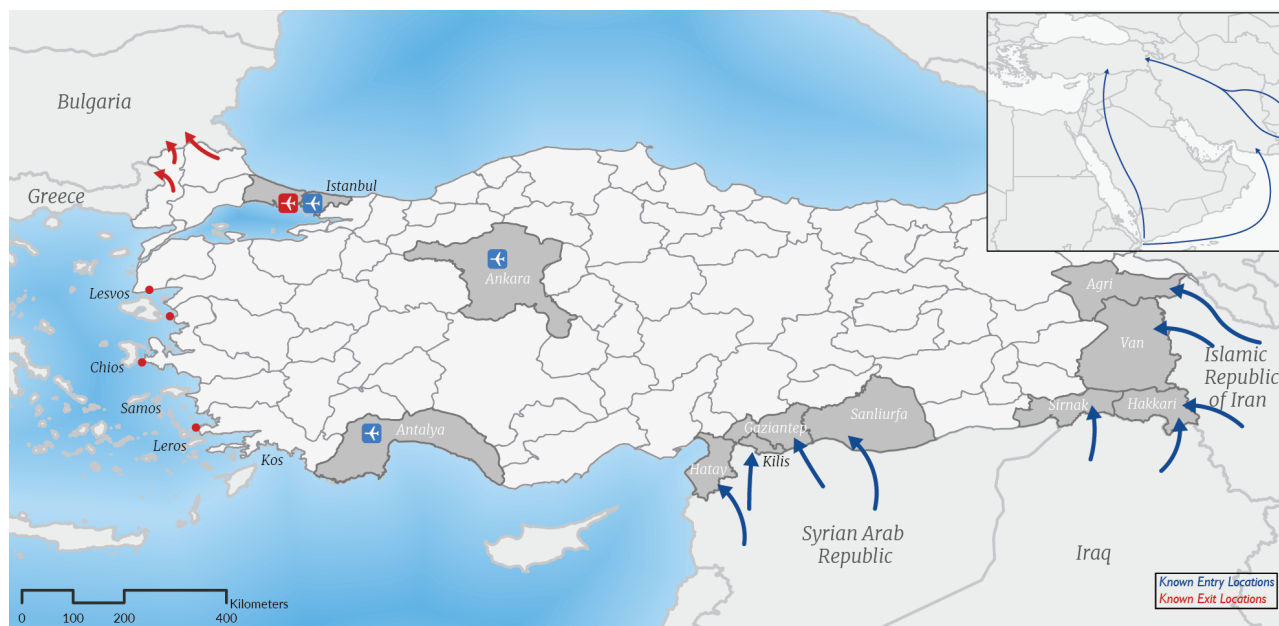 Bulgaria
Greece
Istanbul
Ankara
Lesvos
Chios
Samos
Leros
Kos
Antalya
Hatay
Gaziantep
Kilis
Sanliurfa
Sirnak
Hakkari
Van
Agri
Islamic
Republic
of Iran
Syrian Arab
Republic
Iraq
0 100 200 400
Kilometers
Known Entry Locations
Known Exit Locations